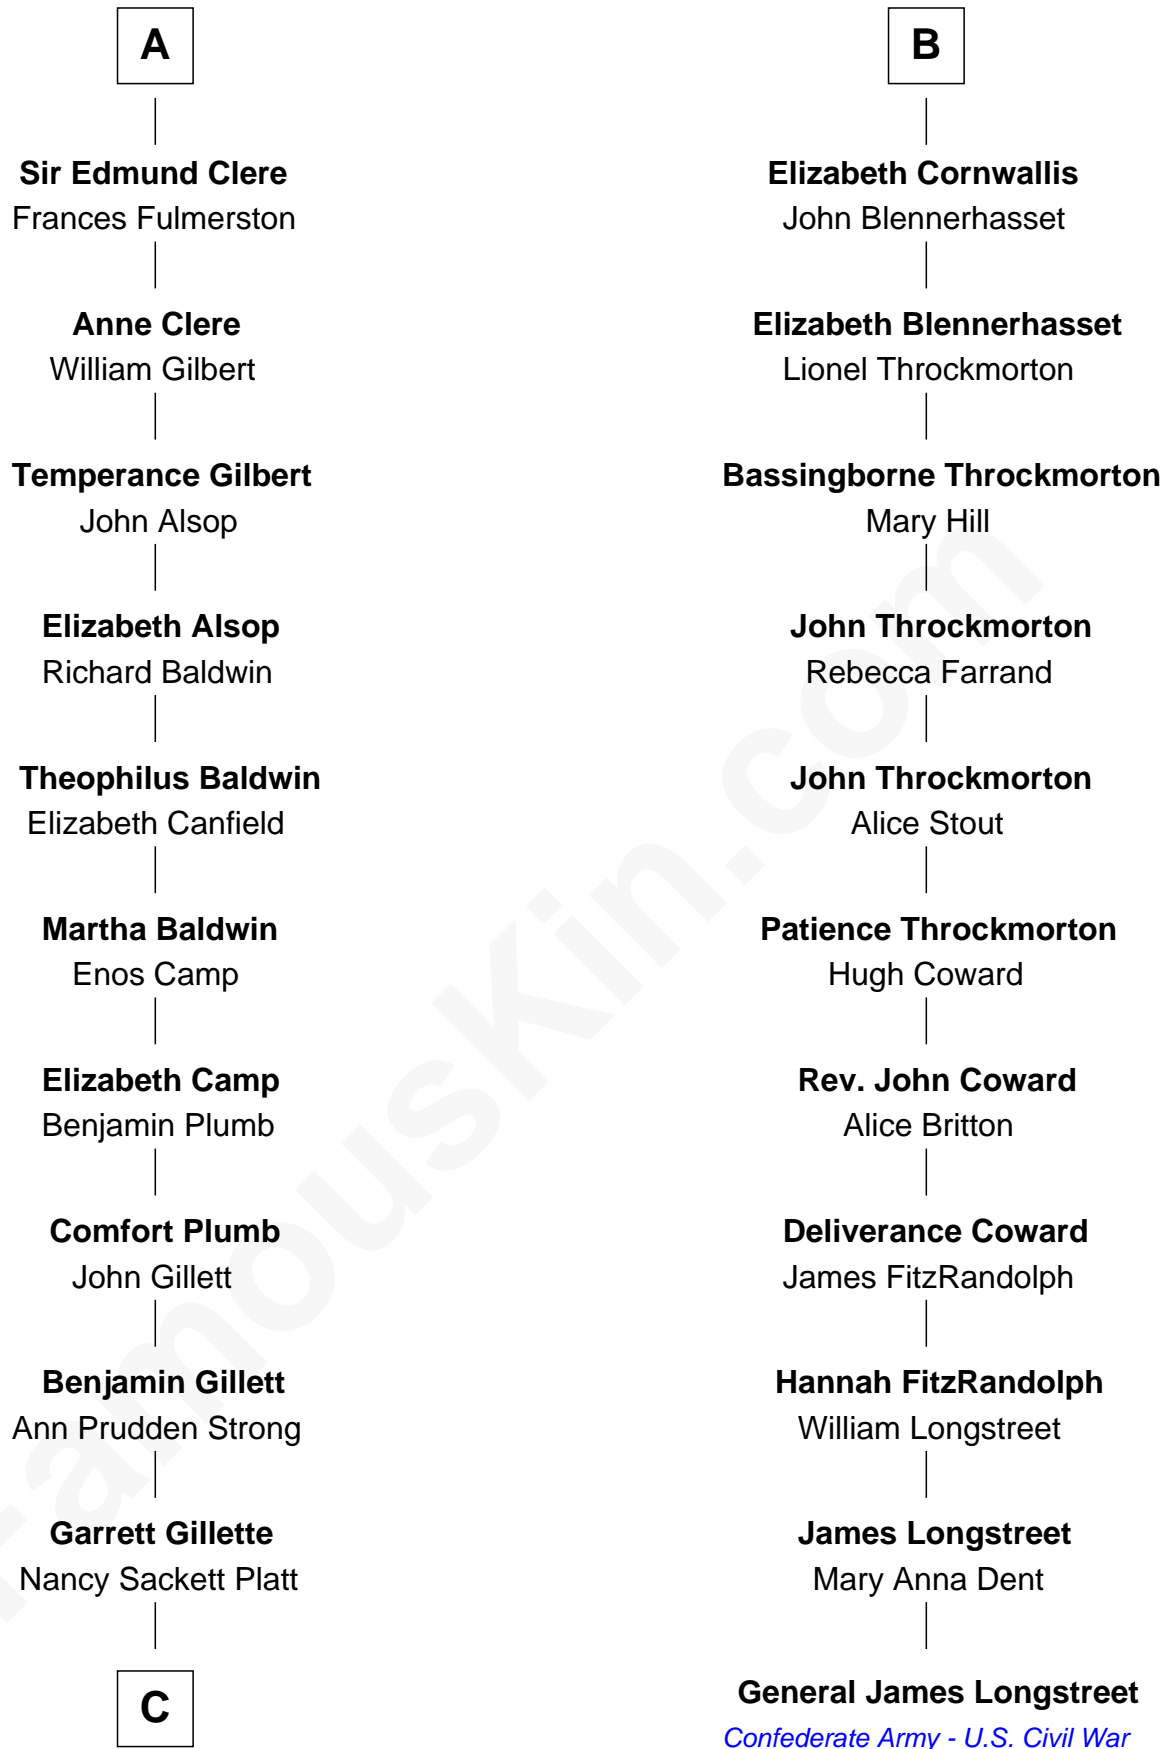 A
Sir Edmund Clere
Frances Fulmerston
Anne Clere
William Gilbert
Temperance Gilbert
John Alsop
Elizabeth Alsop
Richard Baldwin
Theophilus Baldwin
Elizabeth Canfield
Martha Baldwin
Enos Camp
Elizabeth Camp
Benjamin Plumb
Comfort Plumb
John Gillett
Benjamin Gillett
Ann Prudden Strong
Garrett Gillette
Nancy Sackett Platt
C
B
Elizabeth Cornwallis
John Blennerhasset
Elizabeth Blennerhasset
Lionel Throckmorton
Bassingborne Throckmorton
Mary Hill
John Throckmorton
Rebecca Farrand
John Throckmorton
Alice Stout
Patience Throckmorton
Hugh Coward
Rev. John Coward
Alice Britton
Deliverance Coward
James FitzRandolph
Hannah FitzRandolph
William Longstreet
James Longstreet
Mary Anna Dent
General James Longstreet
Confederate Army - U.S. Civil War
FamousKin.com